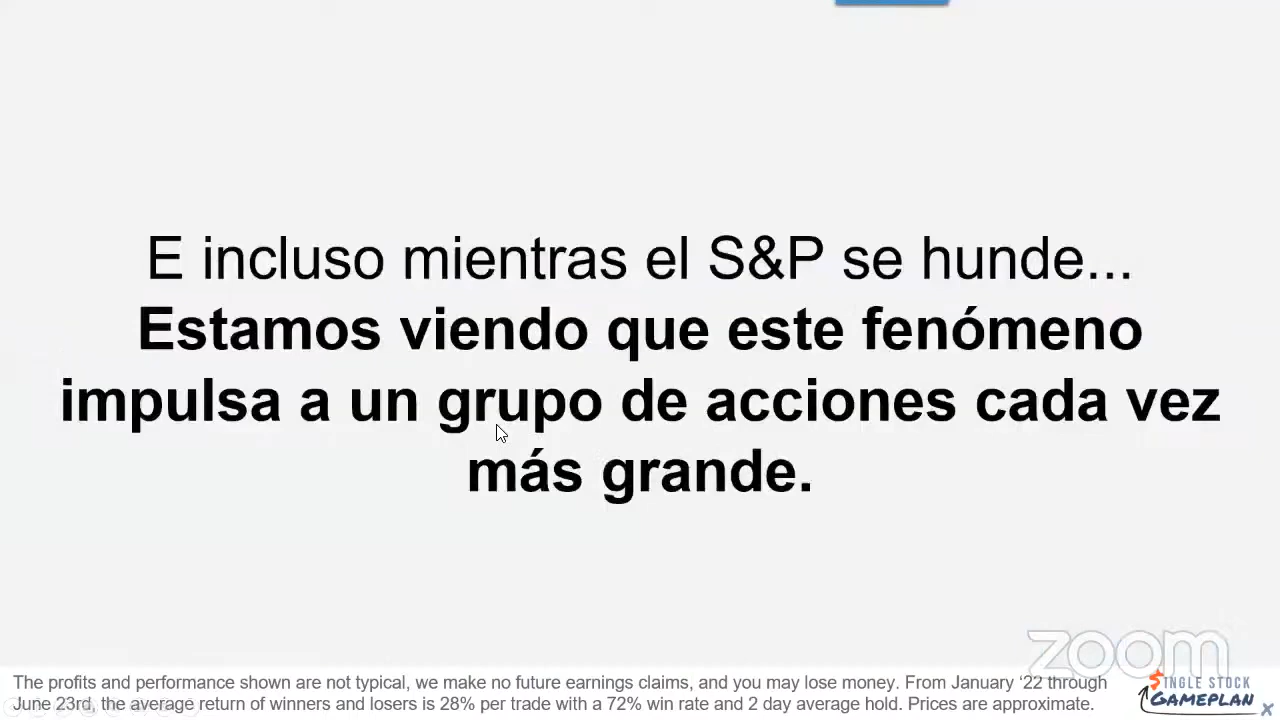 E incluso mientras el S&P se hunde...
Estamos viendo que este fenómeno
impulsa a un grupo de acciones cada vez
más grande.
zoom
The profits and performance shown are not typical, we make no future earnings claims, and you may lose money. From January ‘22 through
June 23rd, the average return of winners and losers is 28% per trade with a 72% win rate and 2 day average hold. Prices are approximate.
$INGLE STOCK
GAMEPLAN